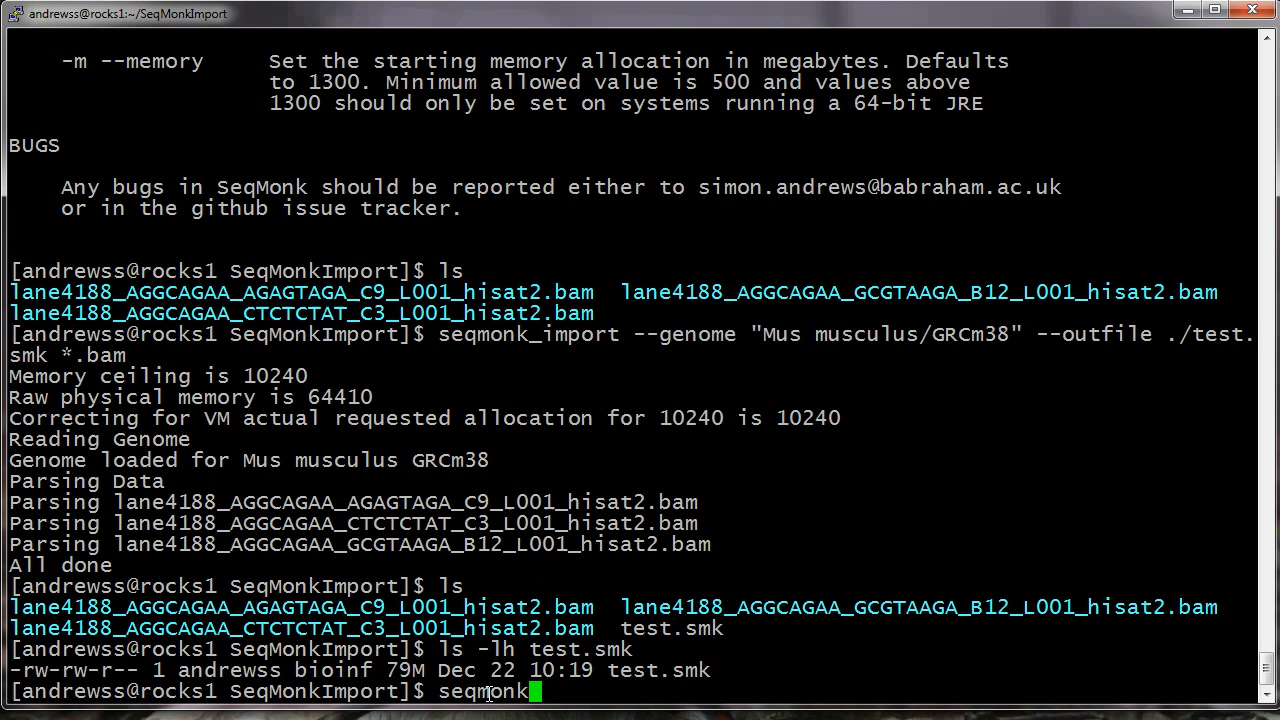 andrewss@rocks1:~/SeqMonkImport
-m --memory Set the starting memory allocation in megabytes. Defaults
to 1300. Minimum allowed value is 500 and values above
1300 should only be set on systems running a 64-bit JRE
BUGS
Any bugs in SeqMonk should be reported either to simon.andrews@babraham.ac.uk
or in the github issue tracker.
[andrewss@rocks1 SeqMonkImport]$ ls
lane4188_AGGCAGAA_AGAGTAGA_C9_L001_hisat2.bam lane4188_AGGCAGAA_GCGTAAGA_B12_L001_hisat2.bam
lane4188_AGGCAGAA_CTCTCTAT_C3_L001_hisat2.bam
[andrewss@rocks1 SeqMonkImport]$ seqmonk_import --genome "Mus musculus/GRCm38" --outfile ./test.
smk *.bam
Memory ceiling is 10240
Raw physical memory is 64410
Correcting for VM actual requested allocation for 10240 is 10240
Reading Genome
Genome loaded for Mus musculus GRCm38
Parsing Data
Parsing lane4188_AGGCAGAA_AGAGTAGA_C9_L001_hisat2.bam
Parsing lane4188_AGGCAGAA_CTCTCTAT_C3_L001_hisat2.bam
Parsing lane4188_AGGCAGAA_GCGTAAGA_B12_L001_hisat2.bam
All done
[andrewss@rocks1 SeqMonkImport]$ ls
lane4188_AGGCAGAA_AGAGTAGA_C9_L001_hisat2.bam lane4188_AGGCAGAA_GCGTAAGA_B12_L001_hisat2.bam
lane4188_AGGCAGAA_CTCTCTAT_C3_L001_hisat2.bam test.smk
[andrewss@rocks1 SeqMonkImport]$ ls -lh test.smk
-rw-rw-r-- 1 andrewss bioinf 79M Dec 22 10:19 test.smk
[andrewss@rocks1 SeqMonkImport]$ seqmonk